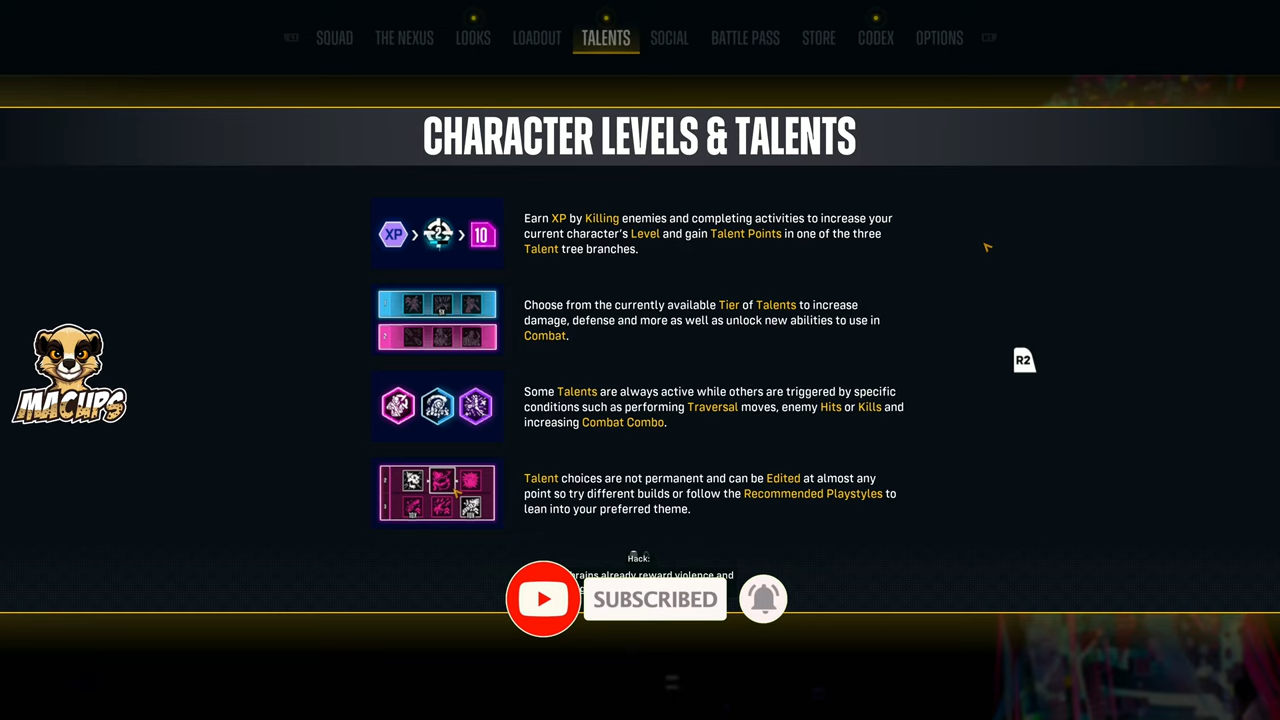 SQUAD THE NEXUS LOOKS LOADOUT TALENTS SOCIAL BATTLE PASS STORE CODEX OPTIONS
CHARACTER LEVELS & TALENTS
XP 2 10
Earn XP by Killing enemies and completing activities to increase your
current character's Level and gain Talent Points in one of the three
Talent tree branches.
Choose from the currently available Tier of Talents to increase
damage, defense and more as well as unlock new abilities to use in
Combat.
R2
MACUPS
Some Talents are always active while others are triggered by specific
conditions such as performing Traversal moves, enemy Hits or Kills and
increasing Combat Combo.
Talent choices are not permanent and can be Edited at almost any
point so try different builds or follow the Recommended Playstyles to
lean into your preferred theme.
Hack:
brains already reward violence and
SUBSCRIBED